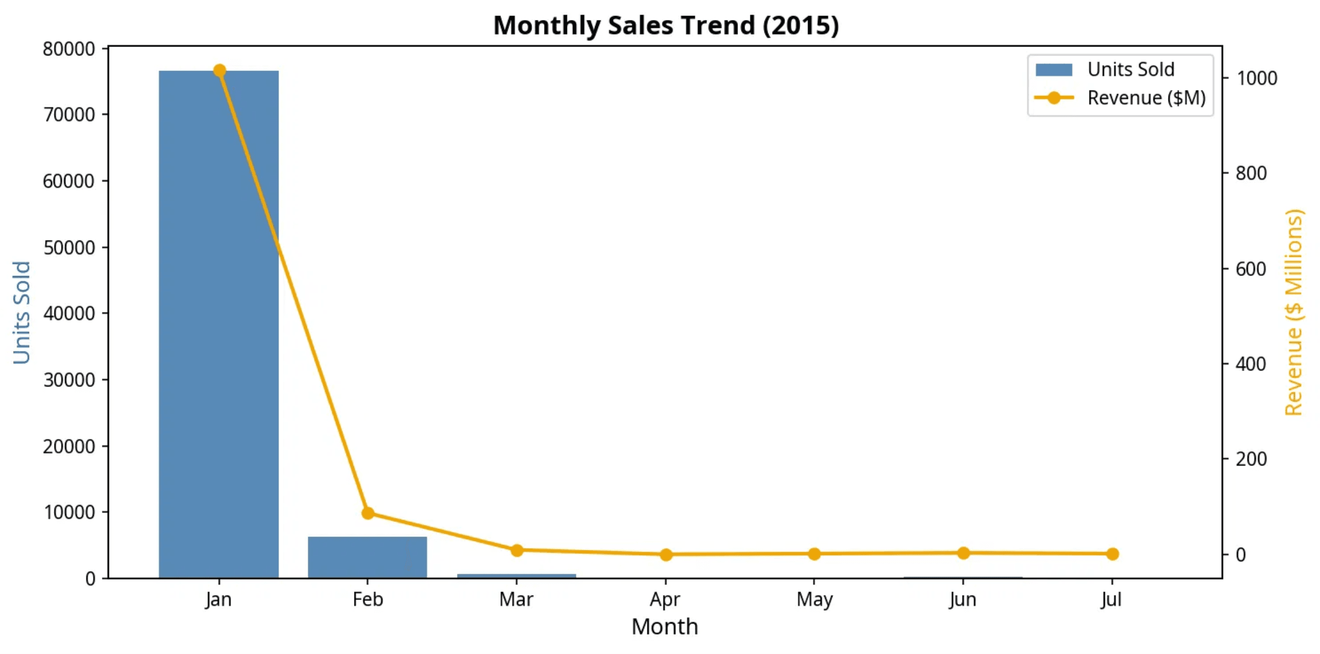 Monthly Sales Trend (2015)
80000
70000
60000
50000
40000
30000
20000
10000
0
Units Sold
Units Sold
Revenue ($M)
1000
800
600
400
200
0
Revenue ($ Millions)
Jan Feb Mar Apr May Jun Jul
Month